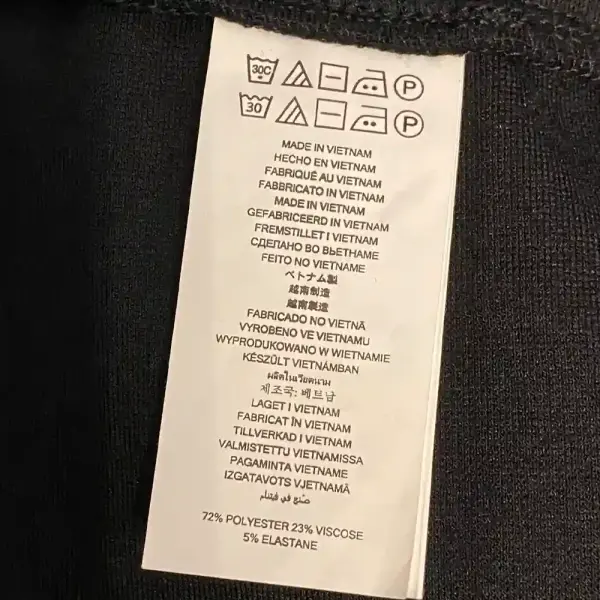 30C P
30 P
MADE IN VIETNAM
HECHO EN VIETNAM
FABRIQUÉ AU VIETNAM
FABBRICATO IN VIETNAM
MADE IN VIETNAM
GEFABRICEERD IN VIETNAM
FREMSTILLET I VIETNAM
СДЕЛАНО ВО ВЬЕТНАМЕ
FEITO NO VIETNAME
ベトナム製
越南制造
越南製造
FABRICADO NO VIETNÃ
VYROBENO VE VIETNAMU
WYPRODUKOWANO W WIETNAMIE
KÉSZÜLT VIETNÁMBAN
ผลิตในเวียดนาม
제조국: 베트남
LAGET I VIETNAM
FABRICAT ÎN VIETNAM
TILLVERKAD I VIETNAM
VALMISTETTU VIETNAMISSA
PAGAMINTA VIETNAME
IZGATAVOTS VJETNAMĀ
صنع في فيتنام
72% POLYESTER 23% VISCOSE
5% ELASTANE